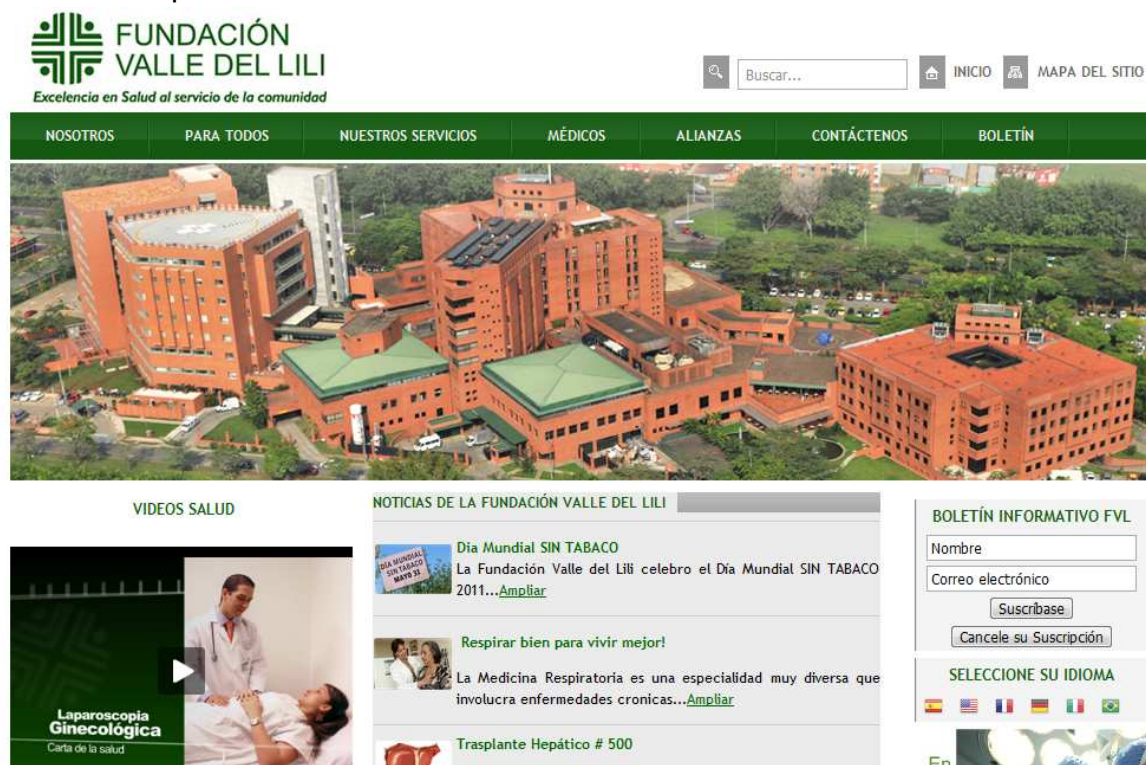 FUNDACIÓN
VALLE DEL LILI
Excelencia en Salud al servicio de la comunidad
Buscar...
INICIO
MAPA DEL SITIO
NOSOTROS
PARA TODOS
NUESTROS SERVICIOS
MÉDICOS
ALIANZAS
CONTÁCTENOS
BOLETÍN
VIDEOS SALUD
Laparoscopia
Ginecológica
Carta de la salud
NOTICIAS DE LA FUNDACIÓN VALLE DEL LILI
DÍA MUNDIAL
SIN TABACO
MAYO 31
Dia Mundial SIN TABACO
La Fundación Valle del Lili celebro el Día Mundial SIN TABACO
2011...Ampliar
Respirar bien para vivir mejor!
La Medicina Respiratoria es una especialidad muy diversa que
involucra enfermedades cronicas...Ampliar
Trasplante Hepático # 500
BOLETÍN INFORMATIVO FVL
Nombre
Correo electrónico
Suscríbase
Cancele su Suscripción
SELECCIONE SU IDIOMA
En